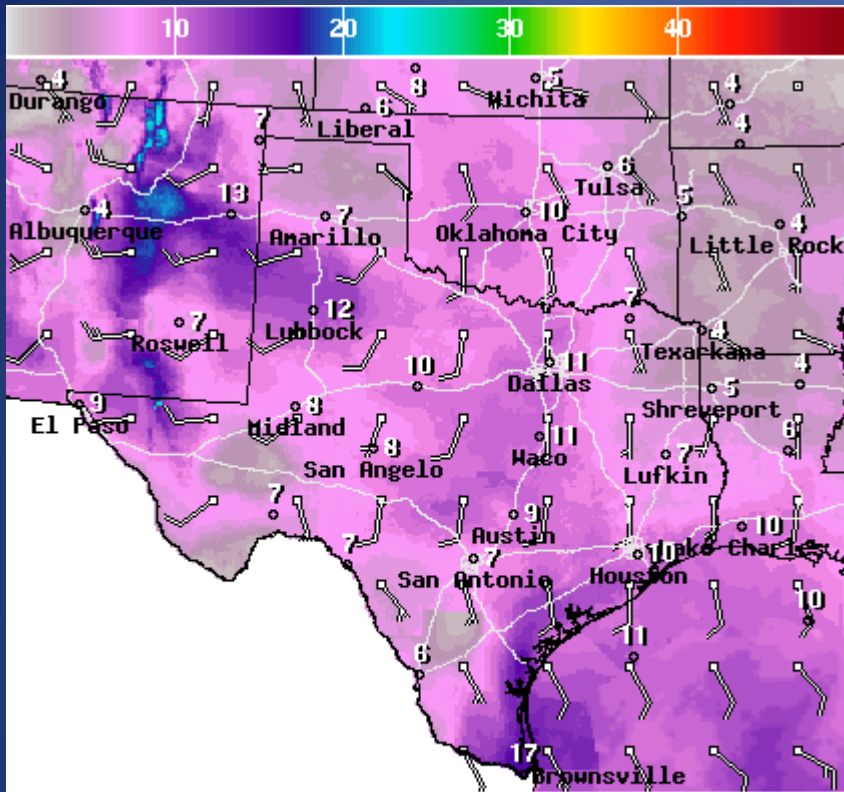 10 20 30 40
4 8 5 4
Durango Wichita
6
Liberal
7 4
6
Tulsa
4 13 7 10 5 4
Albuquerque Amarillo Oklahoma City Little Rock
7 12 7
Roswell Lubbock 4
Texarkana
10 11 4
Dallas
9 8 5
El Paso Midland Shreveport
8 11 7 6
San Angelo Waco Lufkin
7 9 10
Austin Lake Charles
7 7 10
San Antonio Houston
10
6 11
17
Brownsville